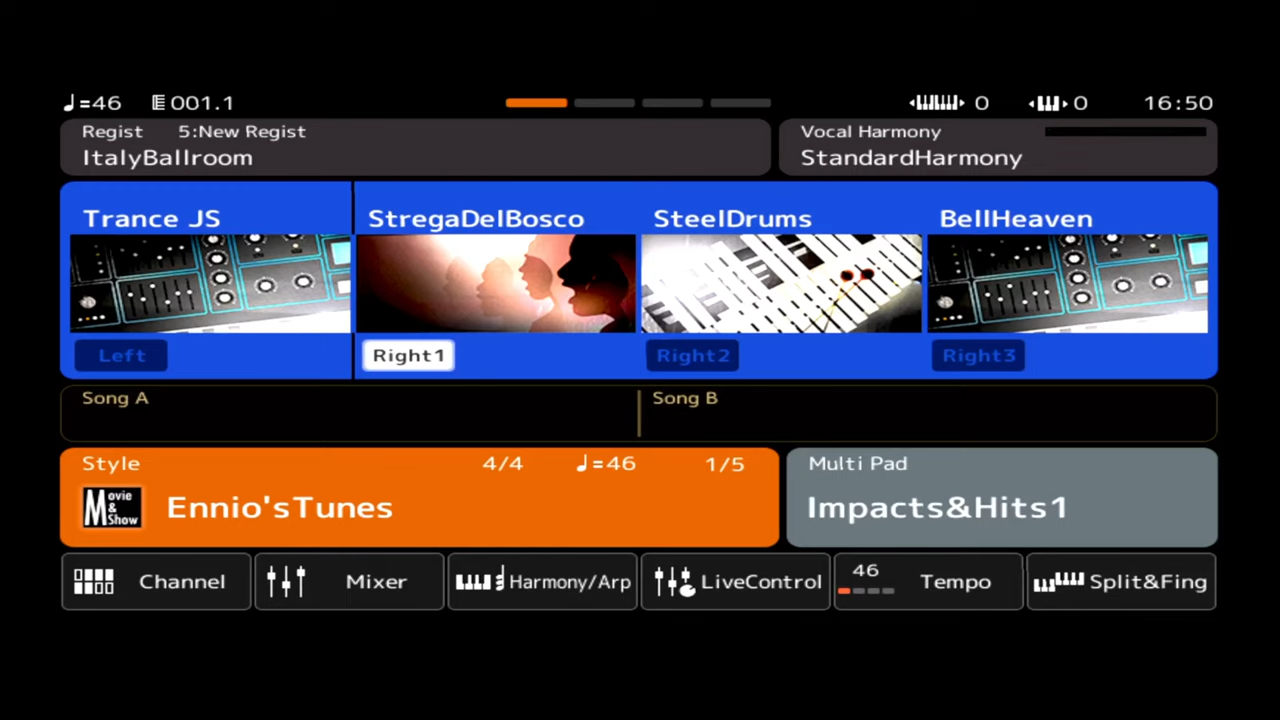 ♩=46 001.1 0 0 16:50
Regist 5:New Regist
ItalyBallroom
Vocal Harmony
StandardHarmony
Trance JS
Left
StregaDelBosco
Right1
SteelDrums
Right2
BellHeaven
Right3
Song A
Song B
Style 4/4 ♩=46 1/5
Movie
&
Show
Ennio'sTunes
Multi Pad
Impacts&Hits1
Channel
Mixer
Harmony/Arp
LiveControl
46
Tempo
Split&Fing